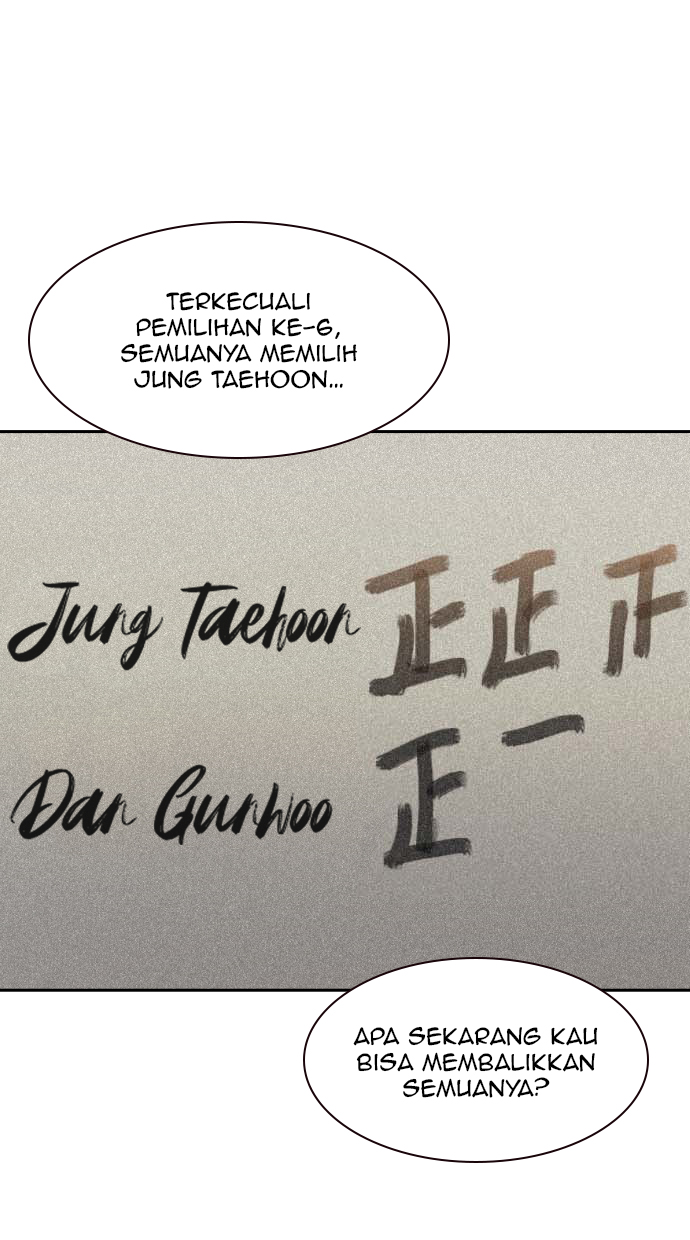 TERKECUALI
PEMILIHAN KE-6,
SEMUANYA MEMILIH
JUNG TAEHOON...
Jung Taehoon 正 正 𤴓
Dan Gunwoo 正 一
APA SEKARANG KAU
BISA MEMBALIKKAN
SEMUANYA?